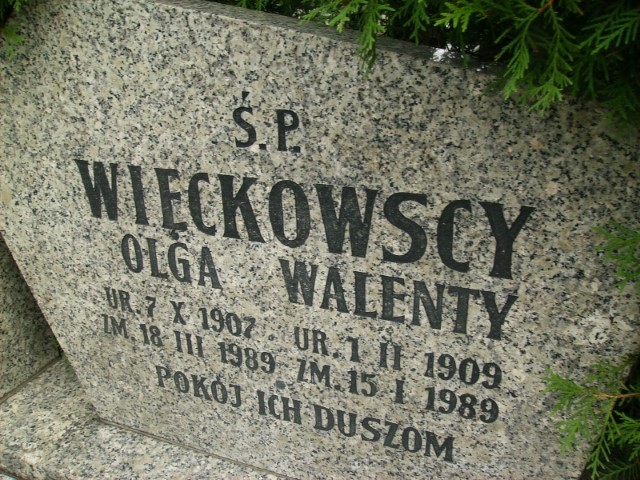 Ś.P.
WIĘCKOWSCY
OLGA WALENTY
UR. 7 X 1907 UR. 1 II 1909
ZM. 18 III 1989 ZM. 15 I 1989
POKÓJ ICH DUSZOM